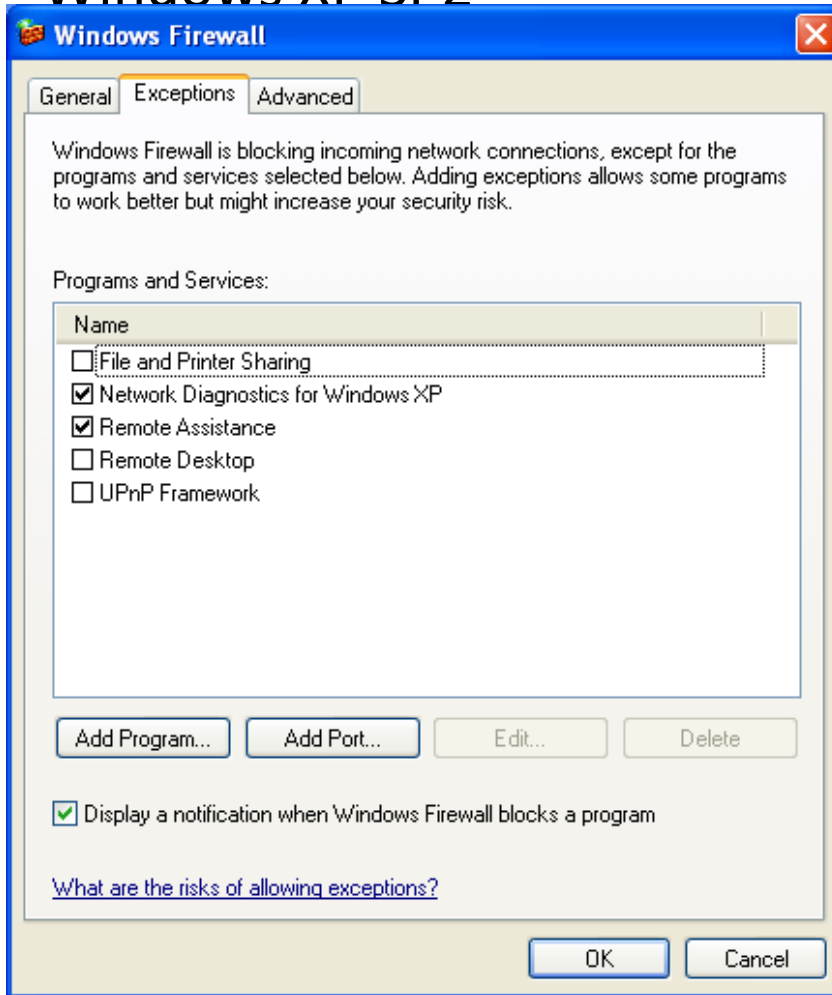 Windows XP SP2
Windows Firewall
General Exceptions Advanced
Windows Firewall is blocking incoming network connections, except for the
programs and services selected below. Adding exceptions allows some programs
to work better but might increase your security risk.
Programs and Services:
Name
File and Printer Sharing
Network Diagnostics for Windows XP
Remote Assistance
Remote Desktop
UPnP Framework
Add Program... Add Port... Edit... Delete
Display a notification when Windows Firewall blocks a program
What are the risks of allowing exceptions?
OK Cancel